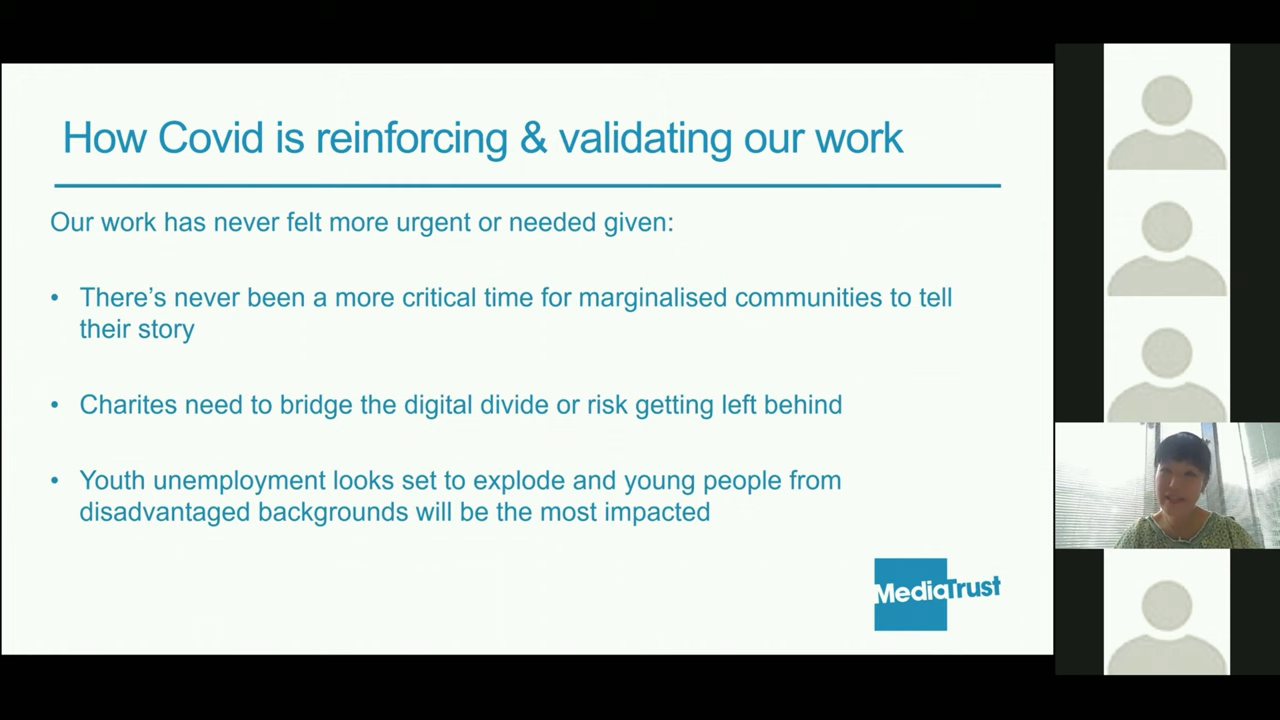 How Covid is reinforcing & validating our work
Our work has never felt more urgent or needed given:
• There’s never been a more critical time for marginalised communities to tell
their story
• Charites need to bridge the digital divide or risk getting left behind
• Youth unemployment looks set to explode and young people from
disadvantaged backgrounds will be the most impacted
MediaTrust